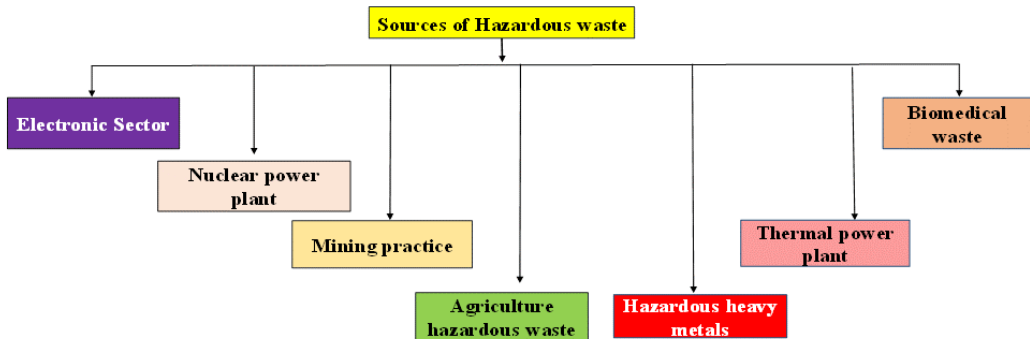 Sources of Hazardous waste
Electronic Sector
Biomedical
waste
Nuclear power
plant
Mining practice
Thermal power
plant
Agriculture
hazardous waste
Hazardous heavy
metals